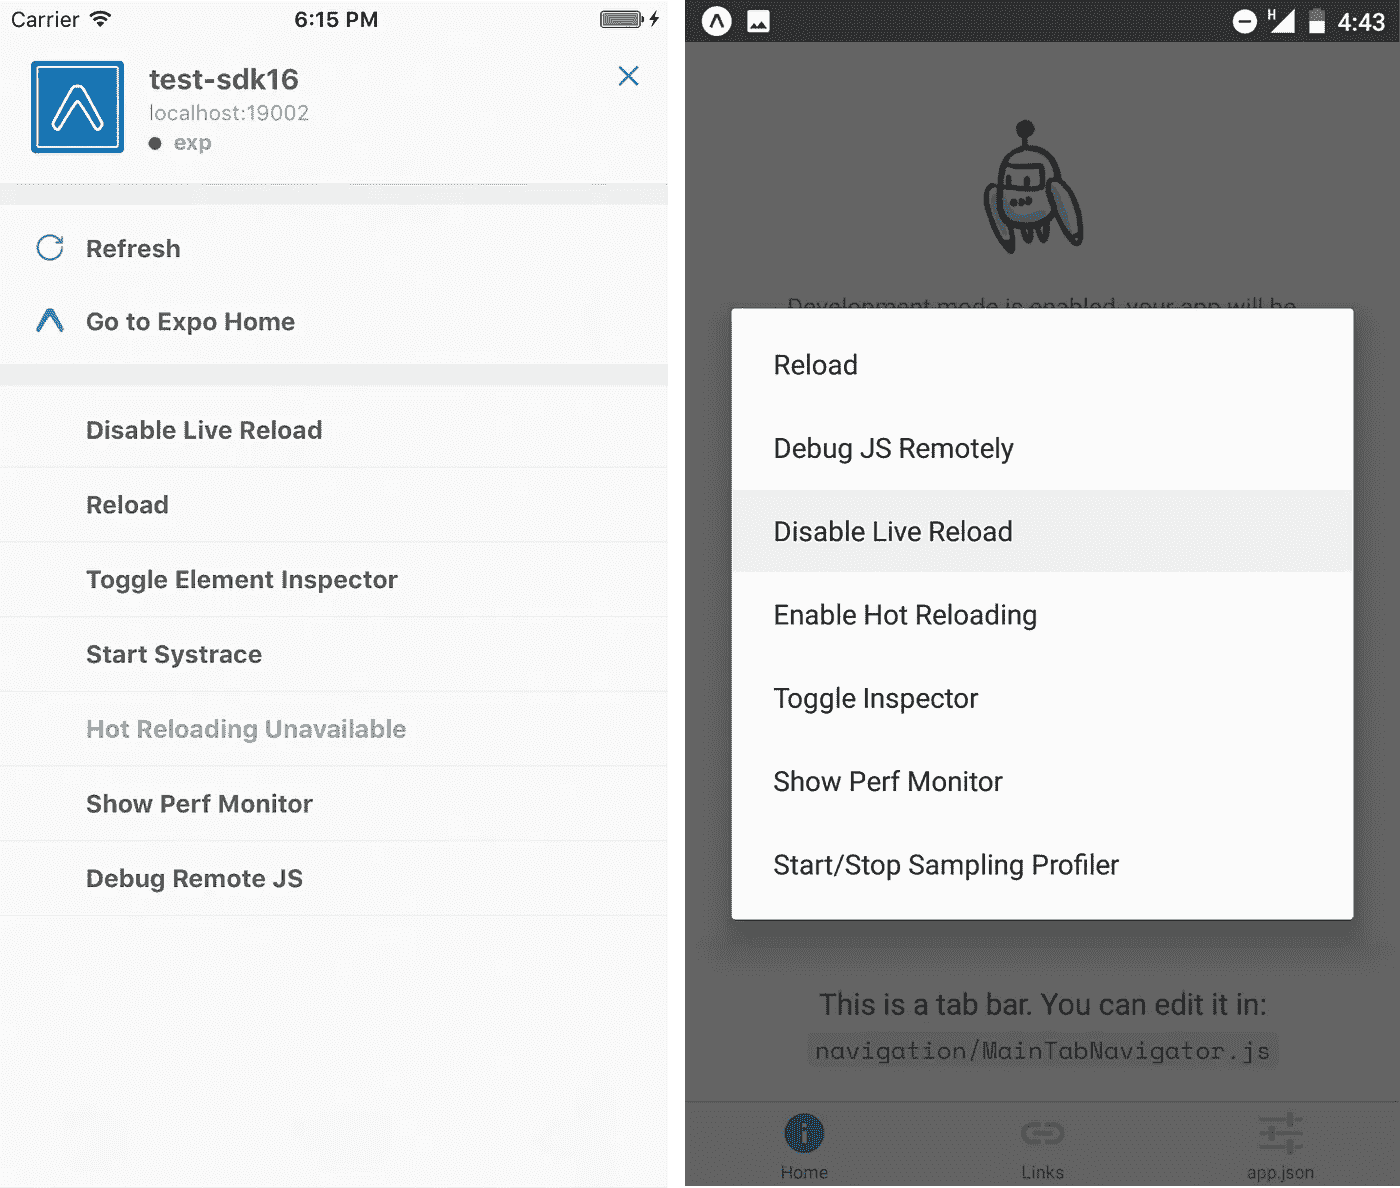 Carrier 6:15 PM
test-sdk16
localhost:19002
exp
Refresh
Go to Expo Home
Disable Live Reload
Reload
Toggle Element Inspector
Start Systrace
Hot Reloading Unavailable
Show Perf Monitor
Debug Remote JS
H 4:43
Development mode is enabled, your app will be
Reload
Debug JS Remotely
Disable Live Reload
Enable Hot Reloading
Toggle Inspector
Show Perf Monitor
Start/Stop Sampling Profiler
This is a tab bar. You can edit it in:
navigation/MainTabNavigator.js
Home Links app.json